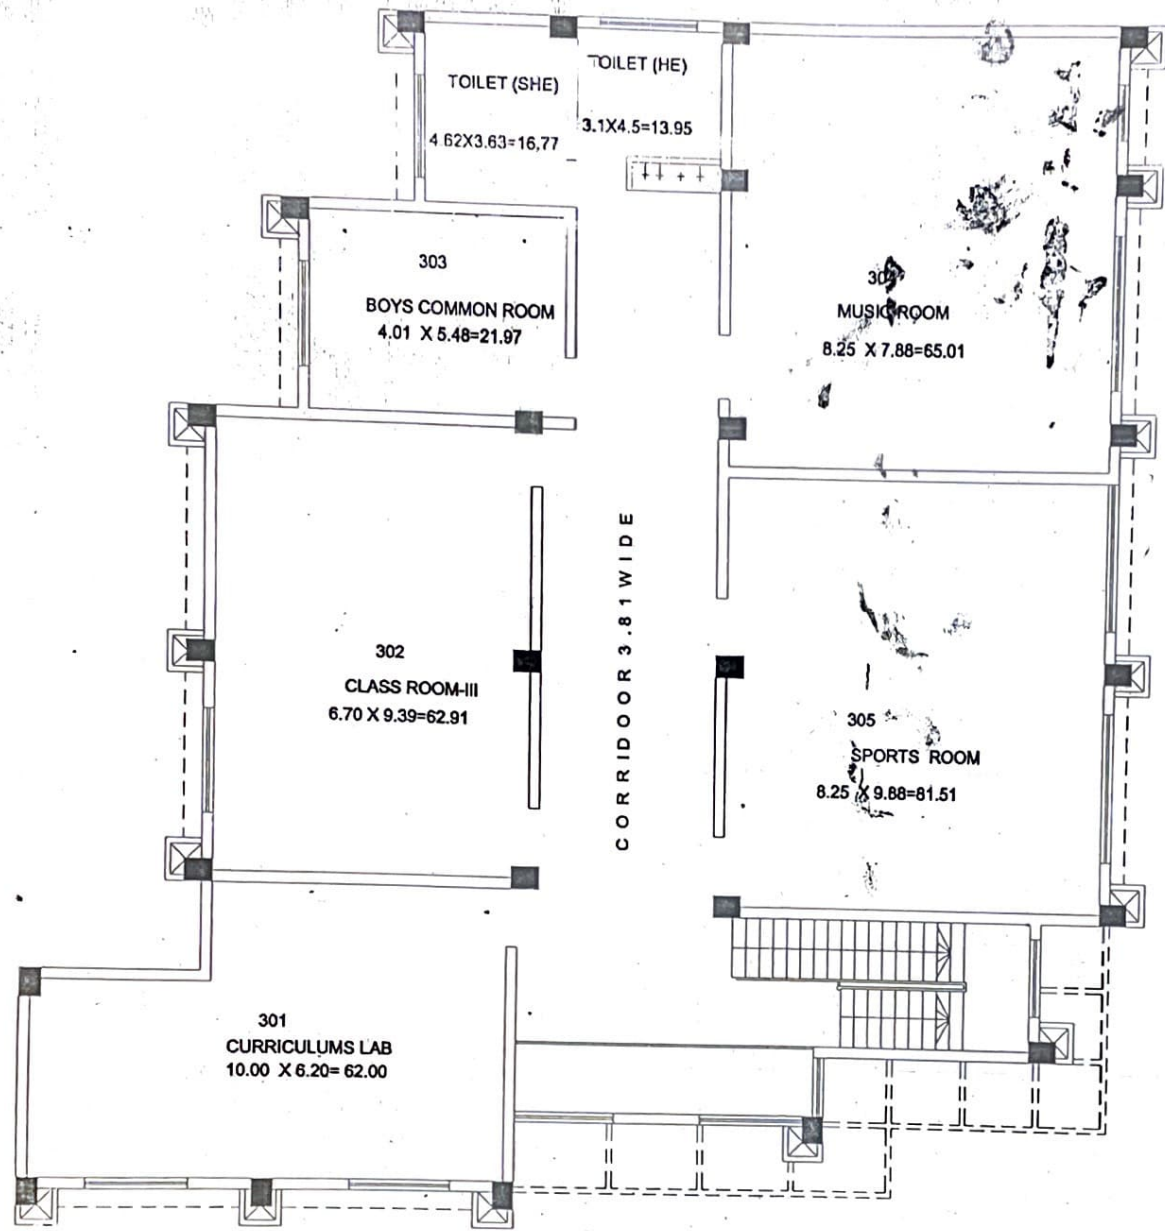 TOILET (SHE)
4.62X3.63=16,77
TOILET (HE)
3.1X4.5=13.95
303
BOYS COMMON ROOM
4.01 X 5.48=21.97
304
MUSIC ROOM
8.25 X 7.88=65.01
302
CLASS ROOM-III
6.70 X 9.39=62.91
CORRIDOOR 3.81WIDE
305
SPORTS ROOM
8.25 X 9.88=81.51
301
CURRICULUMS LAB
10.00 X 6.20= 62.00